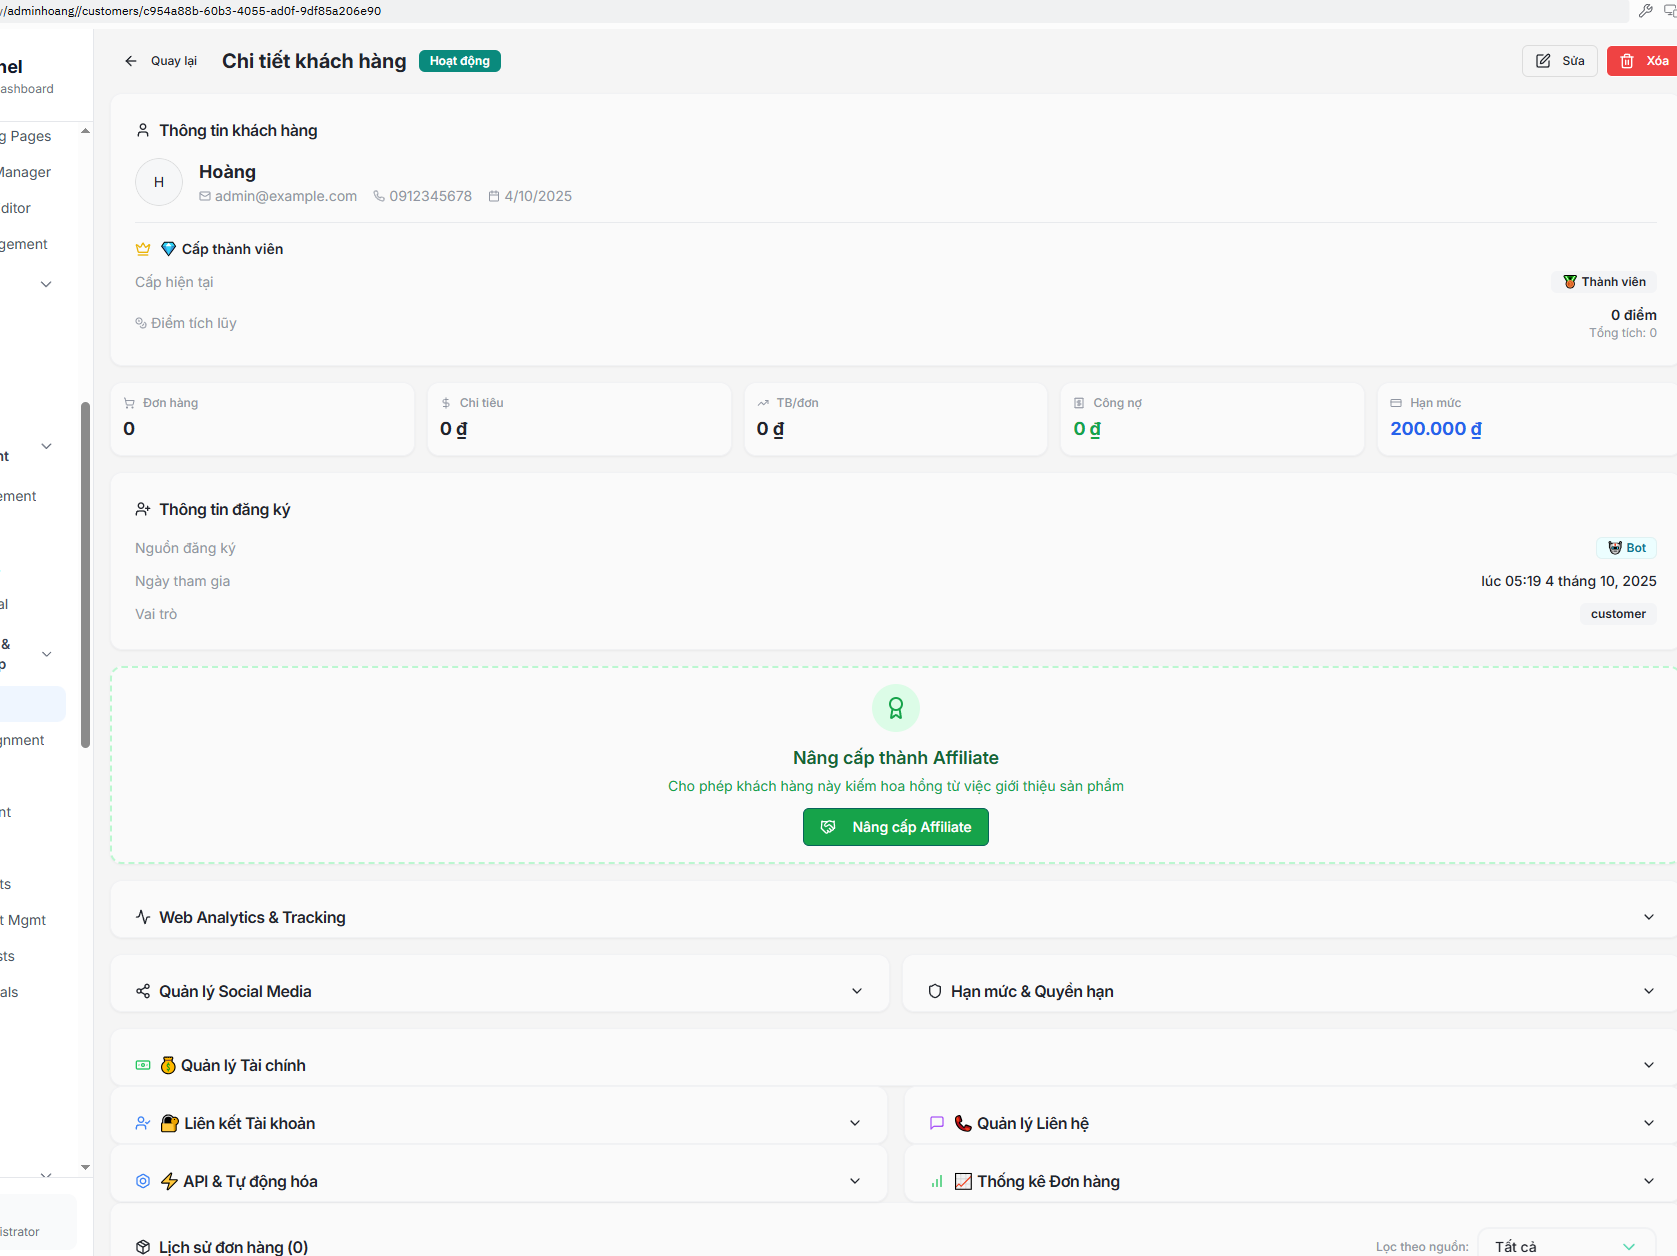 /adminhoang//customers/c954a88b-60b3-4055-ad0f-9df85a206e90
nel
ashboard
g Pages
Manager
ditor
gement
nt
ement
al
&
p
gnment
nt
ts
t Mgmt
sts
als
istrator
Quay lại
Chi tiết khách hàng
Hoạt động
Sửa
Xóa
Thông tin khách hàng
H
Hoàng
admin@example.com 0912345678 4/10/2025
Cấp thành viên
Cấp hiện tại
Thành viên
Điểm tích lũy
0 điểm
Tổng tích: 0
Đơn hàng
0
Chi tiêu
0 ₫
TB/đơn
0 ₫
Công nợ
0 ₫
Hạn mức
200.000 ₫
Thông tin đăng ký
Nguồn đăng ký
Bot
Ngày tham gia
lúc 05:19 4 tháng 10, 2025
Vai trò
customer
Nâng cấp thành Affiliate
Cho phép khách hàng này kiếm hoa hồng từ việc giới thiệu sản phẩm
Nâng cấp Affiliate
Web Analytics & Tracking
Quản lý Social Media
Hạn mức & Quyền hạn
Quản lý Tài chính
Liên kết Tài khoản
Quản lý Liên hệ
API & Tự động hóa
Thống kê Đơn hàng
Lịch sử đơn hàng (0)
Lọc theo nguồn:
Tất cả